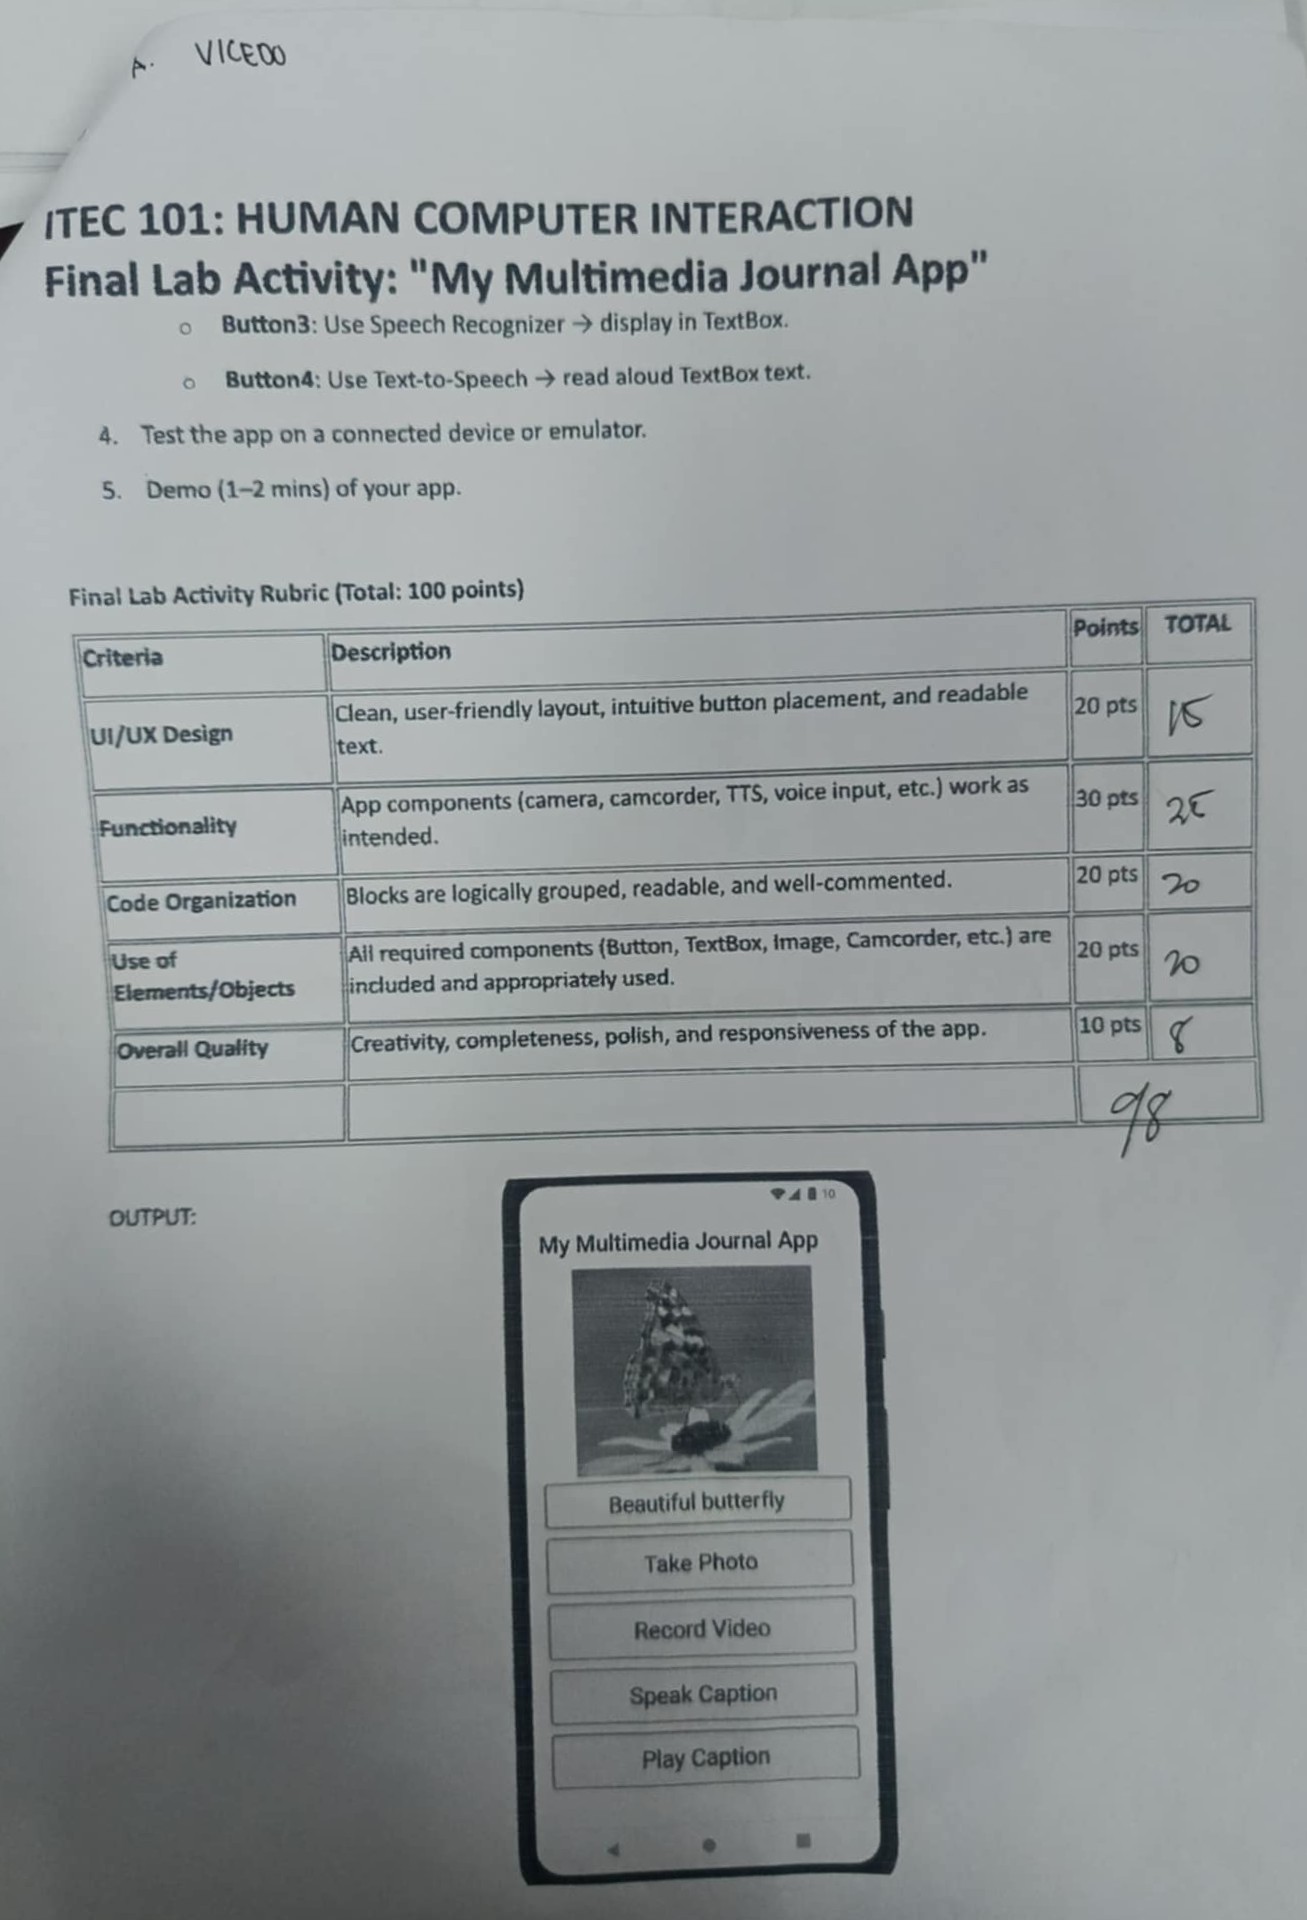 A. VICEDO
ITEC 101: HUMAN COMPUTER INTERACTION
Final Lab Activity: "My Multimedia Journal App"
o Button3: Use Speech Recognizer → display in TextBox.
o Button4: Use Text-to-Speech → read aloud TextBox text.
4. Test the app on a connected device or emulator.
5. Demo (1–2 mins) of your app.
Final Lab Activity Rubric (Total: 100 points)
Criteria Description Points TOTAL
UI/UX Design Clean, user-friendly layout, intuitive button placement, and readable 20 pts 15
text.
Functionality App components (camera, camcorder, TTS, voice input, etc.) work as 30 pts 25
intended.
Code Organization Blocks are logically grouped, readable, and well-commented. 20 pts 20
Use of All required components (Button, TextBox, Image, Camcorder, etc.) are 20 pts 20
Elements/Objects included and appropriately used.
Overall Quality Creativity, completeness, polish, and responsiveness of the app. 10 pts 8
98
OUTPUT:
10
My Multimedia Journal App
Beautiful butterfly
Take Photo
Record Video
Speak Caption
Play Caption